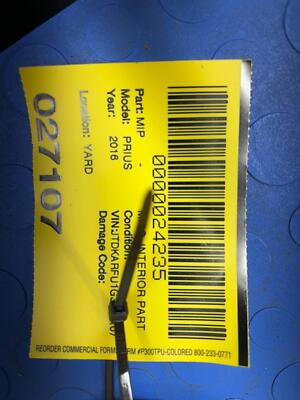 0000024235
Part: MIP - INTERIOR PART
Model: PRIUS Condition:
Year: 2016 VIN:JTDKARFU1G
Damage Code:
Location: YARD
027107
REORDER COMMERCIAL FORMS #P300TPU-COLORED 800-233-0771